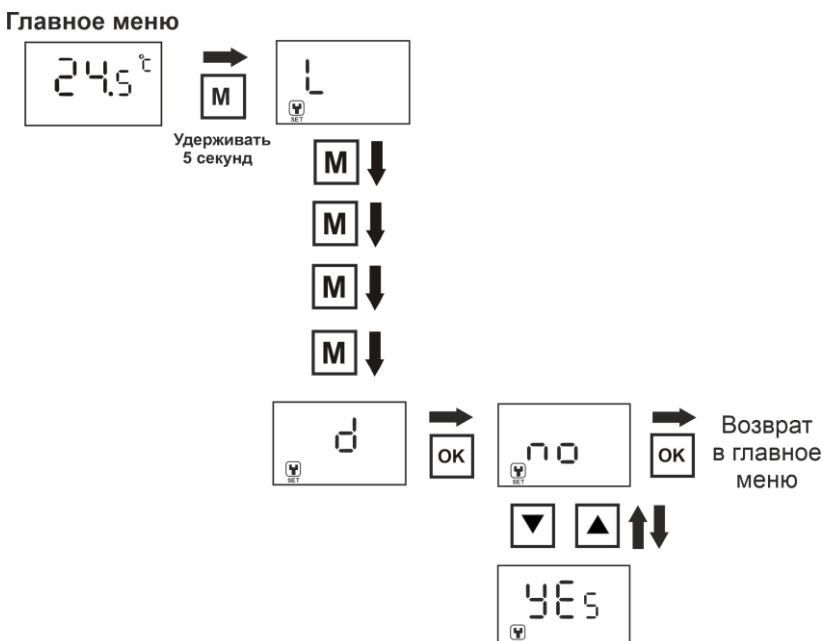 Главное меню
24.5 °C
M
Удерживать
5 секунд
L
SET
M
M
M
M
d
SET
OK
no
SET
OK
Возврат
в главное
меню
▼ ▲
yEs